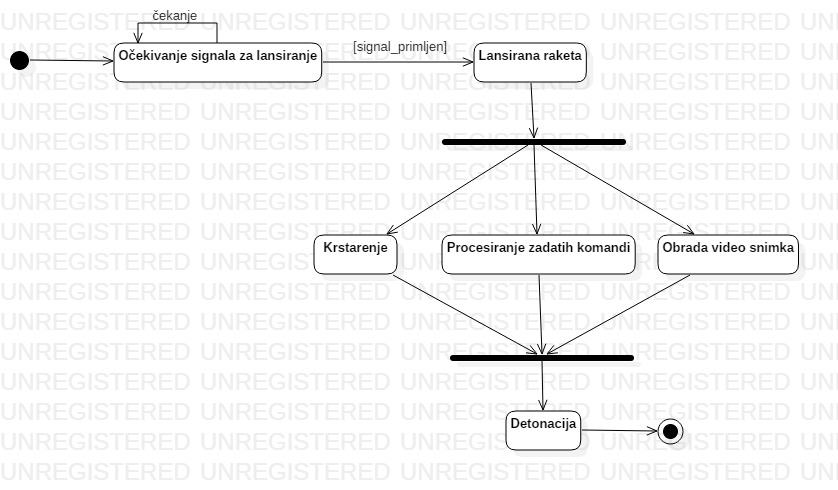 čekanje
Očekivanje signala za lansiranje
[signal_primljen]
Lansirana raketa
Krstarenje
Procesiranje zadatih komandi
Obrada video snimka
Detonacija
UNREGISTERED UNREGISTERED UNREGISTERED UNREGISTERED UN